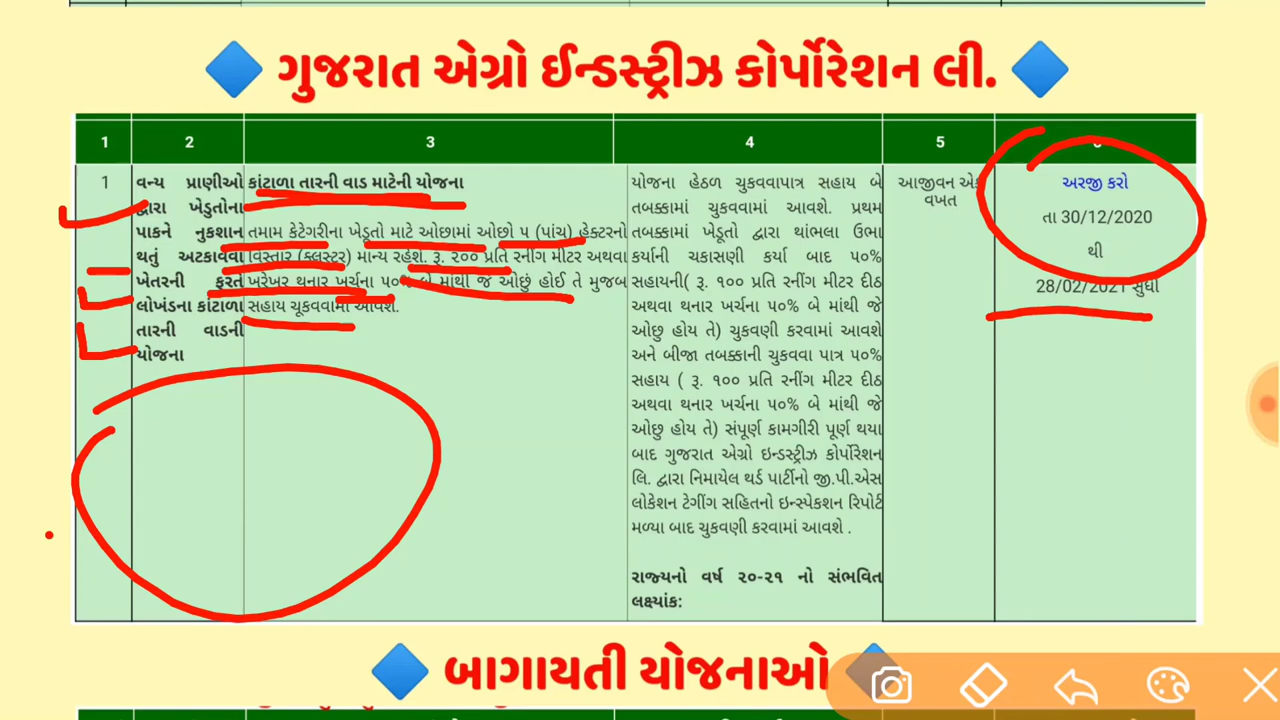 ગુજરાત એગ્રો ઈન્ડસ્ટ્રીઝ કોર્પોરેશન લી.
1 2 3 4 5
1
વન્ય પ્રાણીઓ
દ્વારા ખેડુતોના
પાકને નુકશાન
થતું અટકાવવા
ખેતરની ફરતે
લોખંડના કાંટાળા
તારની વાડની
યોજના
કાંટાળા તારની વાડ માટેની યોજના
તમામ કેટેગરીના ખેડૂતો માટે ઓછામાં ઓછો ૫ (પાંચ) હેક્ટરનો
વિસ્તાર (ક્લસ્ટર) માન્ય રહેશે. રૂ. ૨૦૦ પ્રતિ રનીંગ મીટર અથવા
ખરેખર થનાર ખર્ચના ૫૦% બે માંથી જ ઓછું હોઈ તે મુજબ
સહાય ચૂકવવામાં આવશે.
યોજના હેઠળ ચુકવવાપાત્ર સહાય બે
તબક્કામાં ચુકવવામાં આવશે. પ્રથમ
તબક્કામાં ખેડૂતો દ્વારા થાંભલા ઉભા
કર્યાની ચકાસણી કર્યા બાદ ૫૦%
સહાયની( રૂ. ૧૦૦ પ્રતિ રનીંગ મીટર દીઠ
અથવા થનાર ખર્ચના ૫૦% બે માંથી જે
ઓછુ હોય તે) ચુકવણી કરવામાં આવશે
અને બીજા તબક્કાની ચુકવવા પાત્ર ૫૦%
સહાય ( રૂ. ૧૦૦ પ્રતિ રનીંગ મીટર દીઠ
અથવા થનાર ખર્ચના ૫૦% બે માંથી જે
ઓછુ હોય તે) સંપૂર્ણ કામગીરી પૂર્ણ થયા
બાદ ગુજરાત એગ્રો ઇન્ડસ્ટ્રીઝ કોર્પોરેશન
લિ. દ્વારા નિમાયેલ થર્ડ પાર્ટીનો જી.પી.એસ
લોકેશન ટેગીંગ સહિતનો ઇન્સ્પેકશન રિપોર્ટ
મળ્યા બાદ ચુકવણી કરવામાં આવશે .
રાજ્યનો વર્ષ ૨૦-૨૧ નો સંભવિત
લક્ષ્યાંક:
આજીવન એક
વખત
અરજી કરો
તા 30/12/2020
થી
28/02/2021 સુધી
બાગાયતી યોજનાઓ